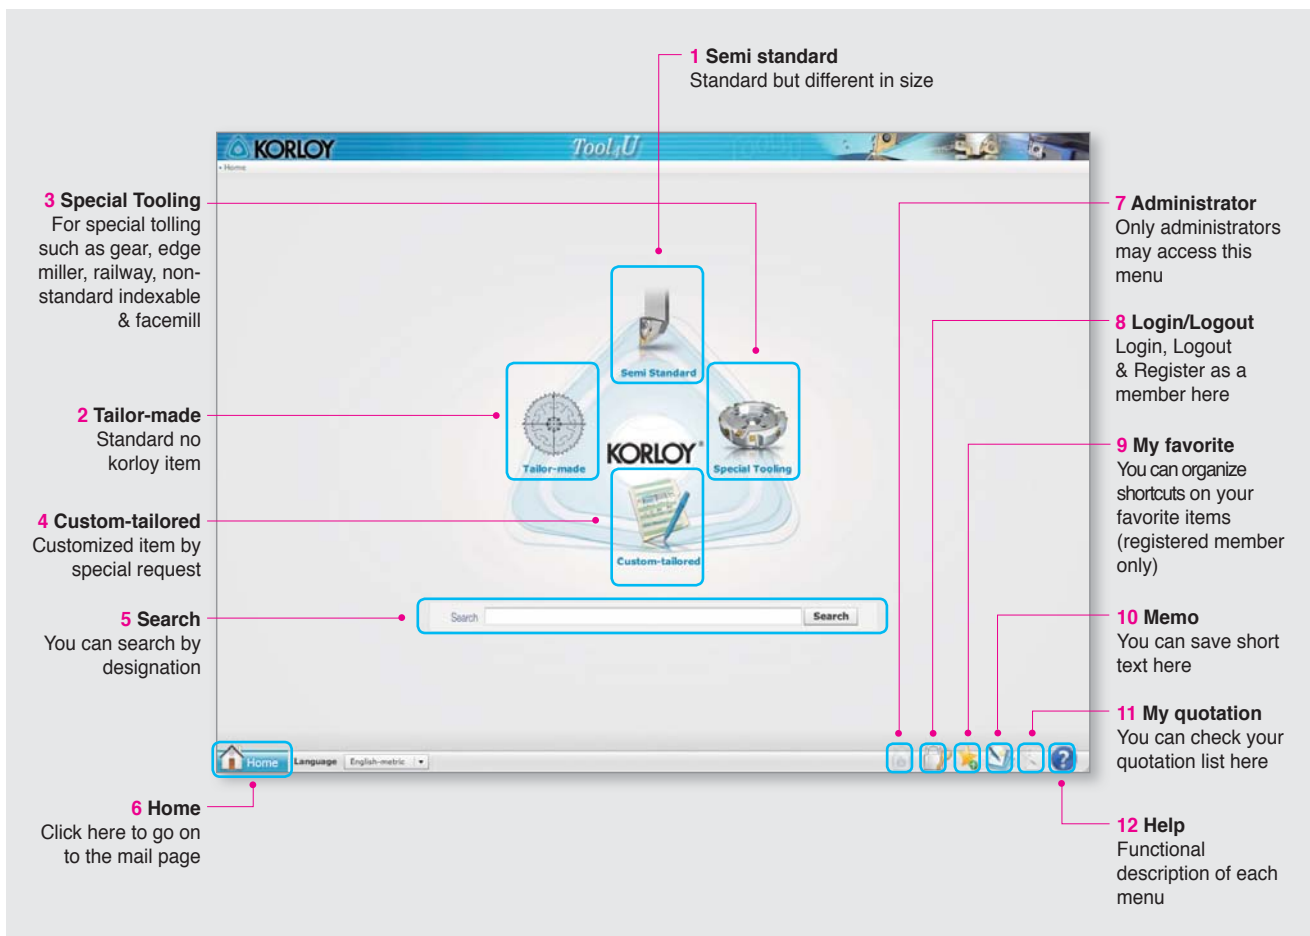 1 Semi standard
Standard but different in size
KORLOY
Tool4U
Home
3 Special Tooling
For special tolling
such as gear, edge
miller, railway, non-
standard indexable
& facemill
2 Tailor-made
Standard no
korloy item
4 Custom-tailored
Customized item by
special request
5 Search
You can search by
designation
6 Home
Click here to go on
to the mail page
Semi Standard
Tailor-made
KORLOY®
Special Tooling
Custom-tailored
Search
Search
Home
Language
English-metric
7 Administrator
Only administrators
may access this
menu
8 Login/Logout
Login, Logout
& Register as a
member here
9 My favorite
You can organize
shortcuts on your
favorite items
(registered member
only)
10 Memo
You can save short
text here
11 My quotation
You can check your
quotation list here
12 Help
Functional
description of each
menu